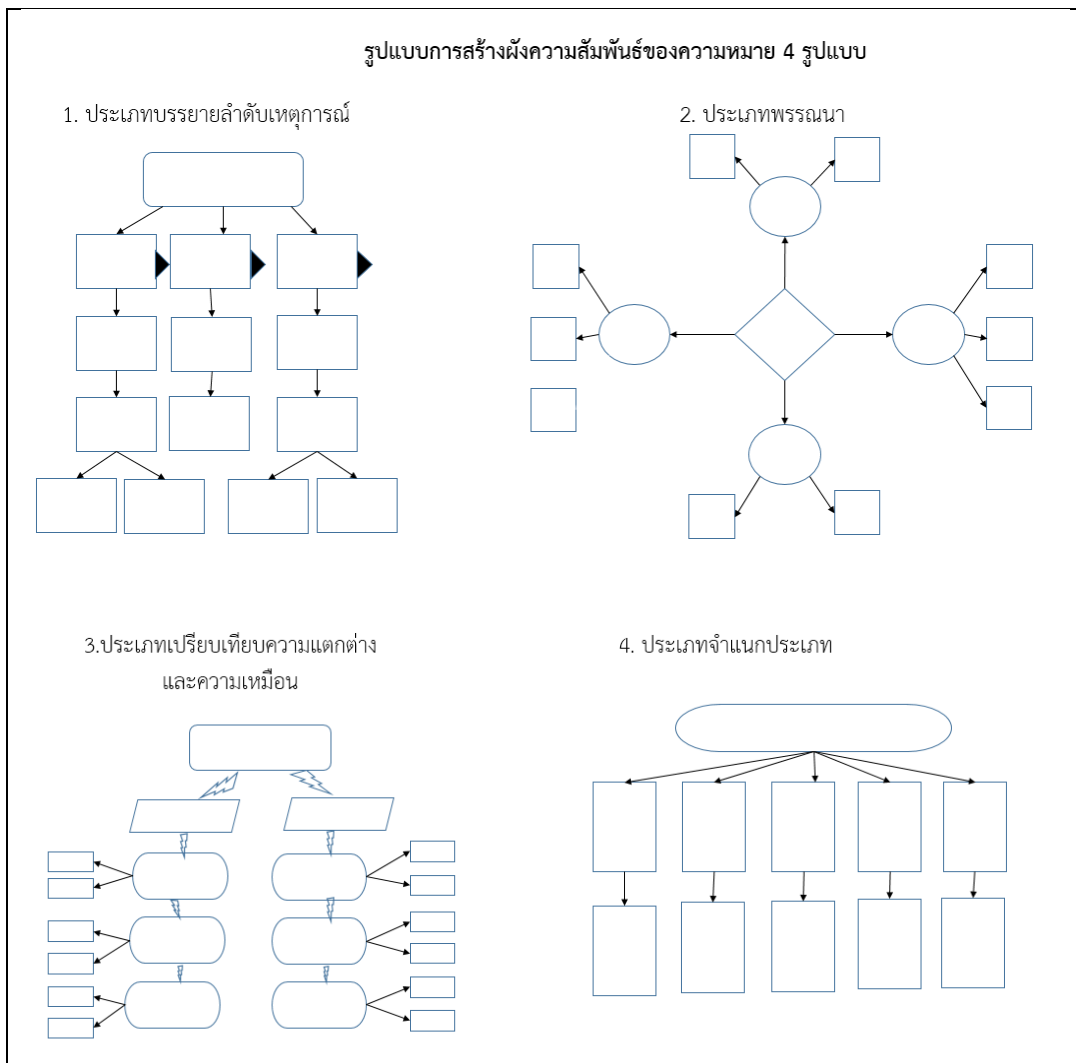 รูปแบบการสร้างผังความสัมพันธ์ของความหมาย 4 รูปแบบ
1. ประเภทบรรยายลำดับเหตุการณ์
2. ประเภทพรรณนา
3.ประเภทเปรียบเทียบความแตกต่าง
และความเหมือน
4. ประเภทจำแนกประเภท